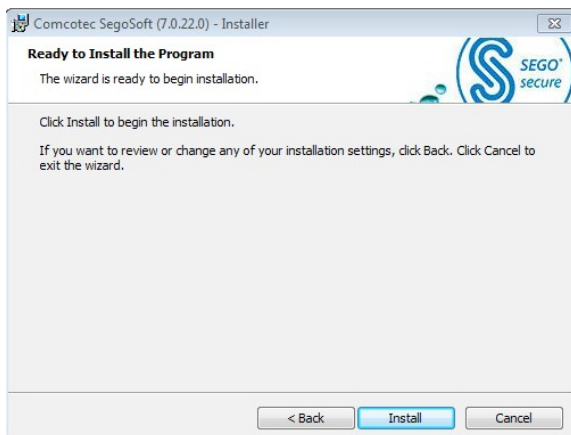 Comcotec SegoSoft (7.0.22.0) - Installer
Ready to Install the Program
The wizard is ready to begin installation.
SEGO®
secure
Click Install to begin the installation.
If you want to review or change any of your installation settings, click Back. Click Cancel to
exit the wizard.
< Back
Install
Cancel